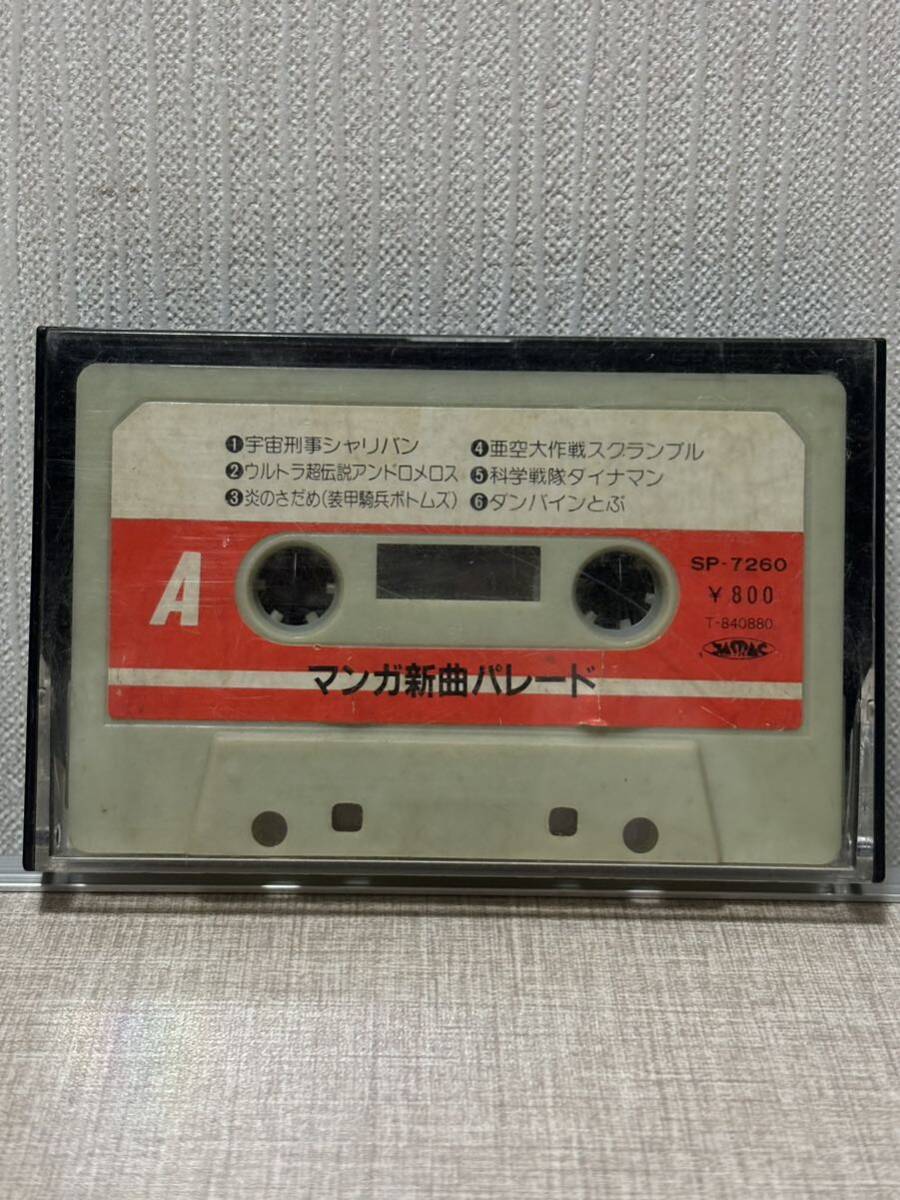 ❶宇宙刑事シャリバン
❷ウルトラ超伝説アンドロメロス
❸炎のさだめ(装甲騎兵ボトムズ)
❹亜空大作戦スクランブル
❺科学戦隊ダイナマン
❻ダンバインとぶ
A
SP-7260
¥800
T-840880
JASRAC
マンガ新曲パレード